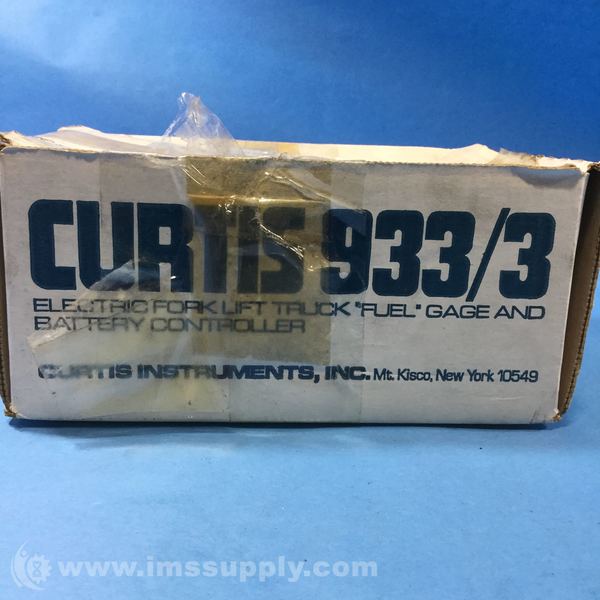 CURTIS 933/3
ELECTRIC FORK LIFT TRUCK "FUEL" GAGE AND
BATTERY CONTROLLER
CURTIS INSTRUMENTS, INC. Mt. Kisco, New York 10549
www.imssupply.com